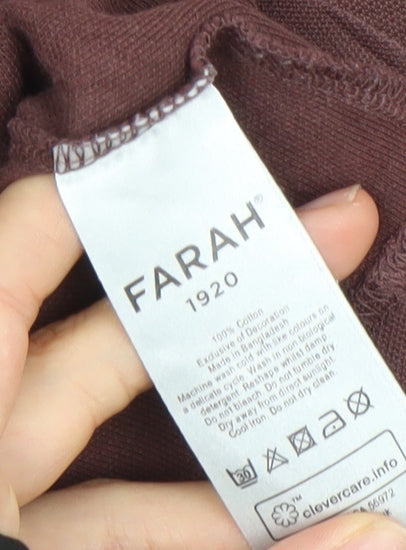 FARAH®
1920
100% Cotton
Exclusive of Decoration
Made in Bangladesh
Machine wash cold like colours on
a delicate cycle. Wash in non biological
detergent. Reshape whilst damp
Do not bleach. Do not tumble dry
Dry away from direct sunlight.
Cool iron. Do not dry clean.
30
™ clevercare.info
55972